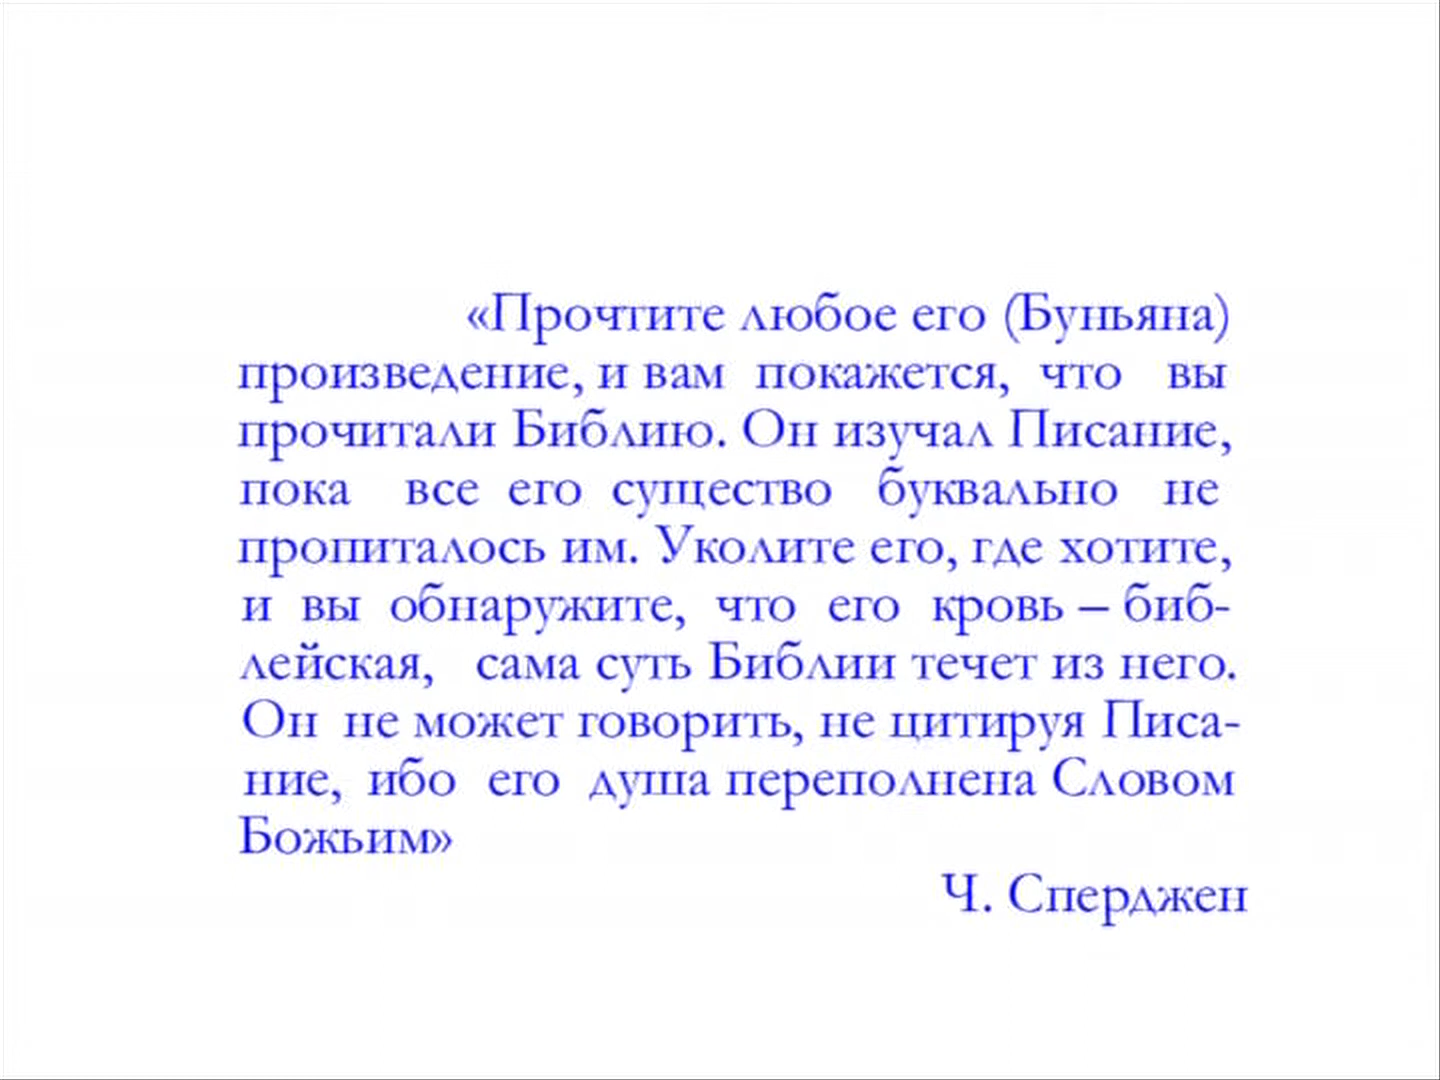 «Прочтите любое его (Буньяна)
произведение, и вам покажется, что вы
прочитали Библию. Он изучал Писание,
пока все его существо буквально не
пропиталось им. Уколите его, где хотите,
и вы обнаружите, что его кровь – биб-
лейская, сама суть Библии течет из него.
Он не может говорить, не цитируя Писа-
ние, ибо его душа переполнена Словом
Божьим»
Ч. Сперджен